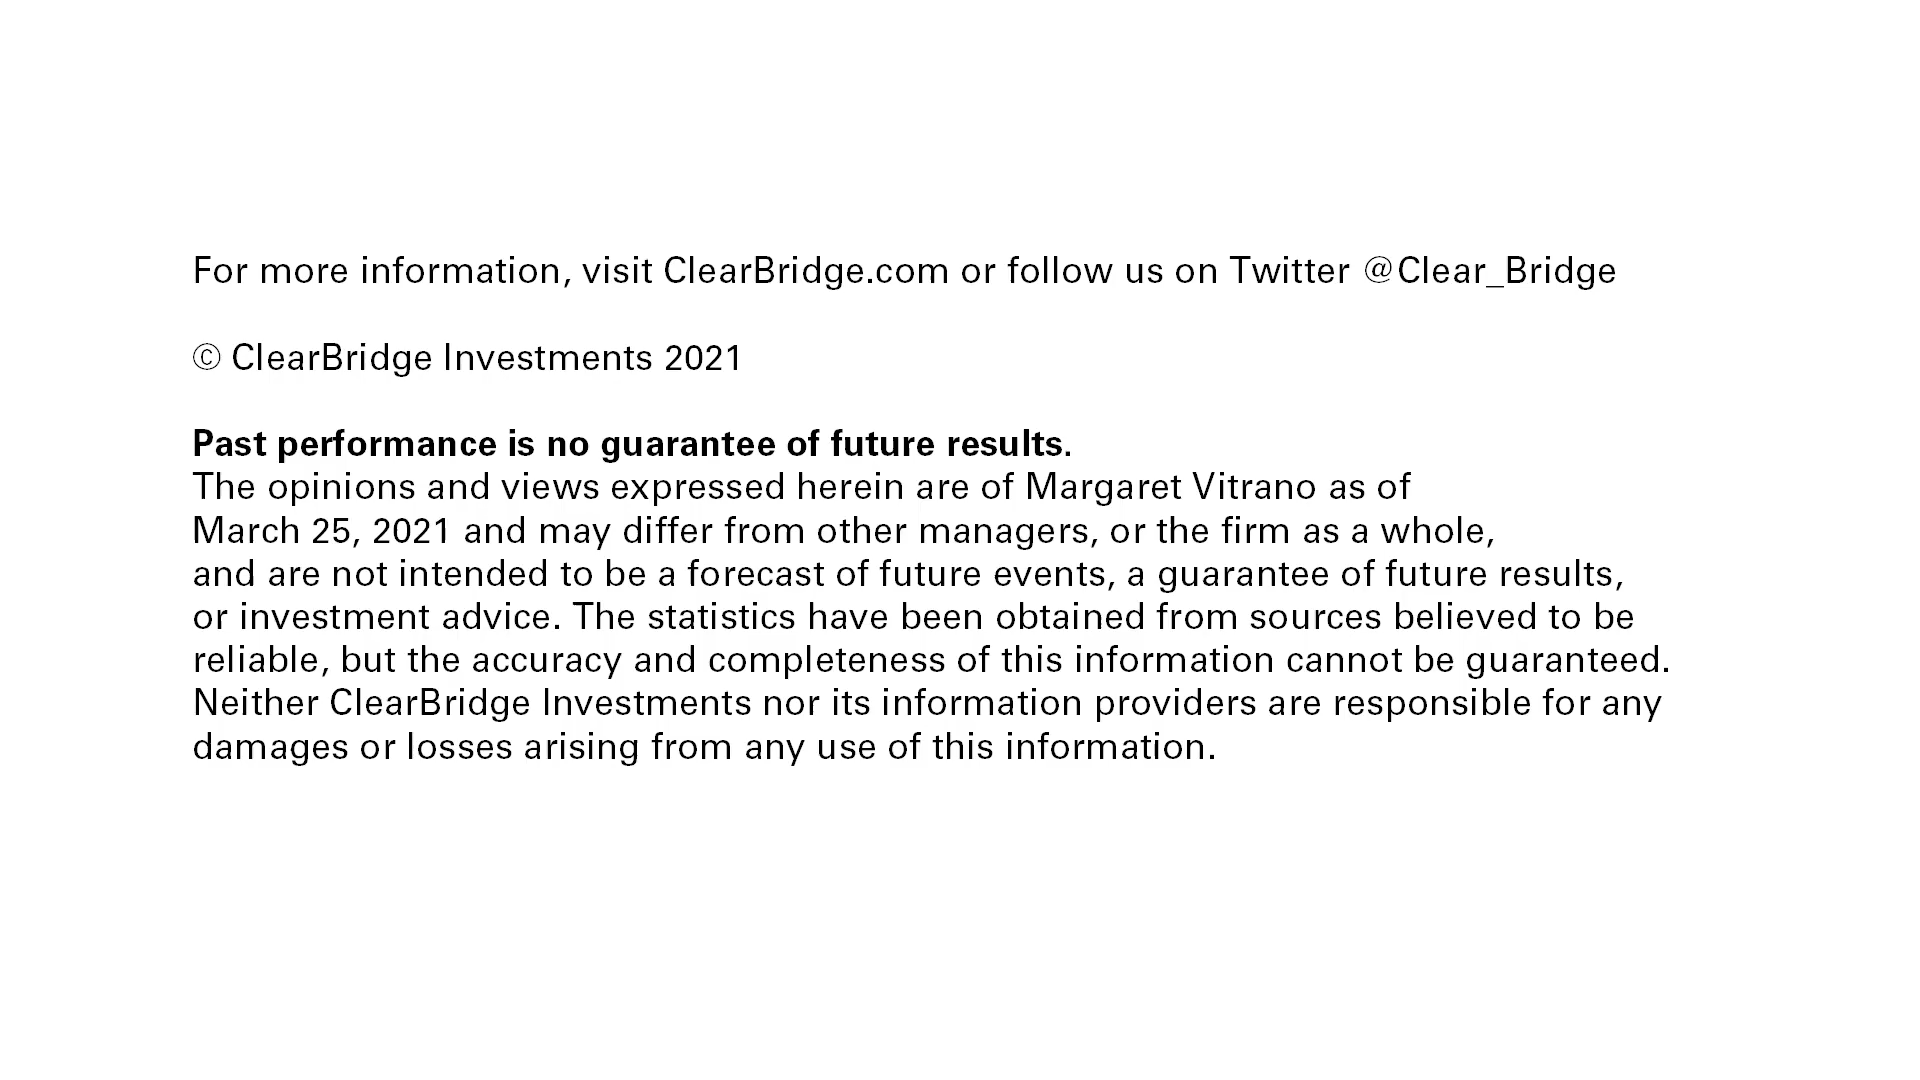 For more information, visit ClearBridge.com or follow us on Twitter @Clear_Bridge
© ClearBridge Investments 2021
Past performance is no guarantee of future results.
The opinions and views expressed herein are of Margaret Vitrano as of
March 25, 2021 and may differ from other managers, or the firm as a whole,
and are not intended to be a forecast of future events, a guarantee of future results,
or investment advice. The statistics have been obtained from sources believed to be
reliable, but the accuracy and completeness of this information cannot be guaranteed.
Neither ClearBridge Investments nor its information providers are responsible for any
damages or losses arising from any use of this information.